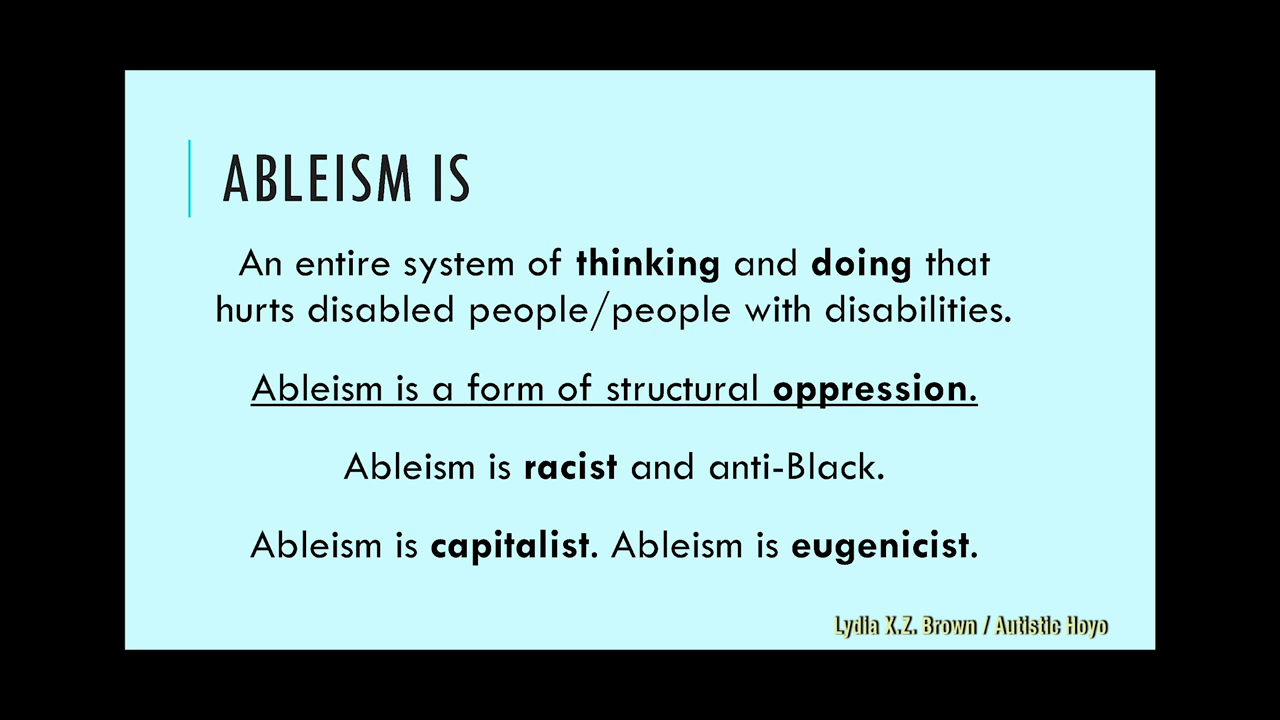 ABLEISM IS
An entire system of thinking and doing that
hurts disabled people/people with disabilities.
Ableism is a form of structural oppression.
Ableism is racist and anti-Black.
Ableism is capitalist. Ableism is eugenicist.
Lydia X.Z. Brown / Autistic Hoyo